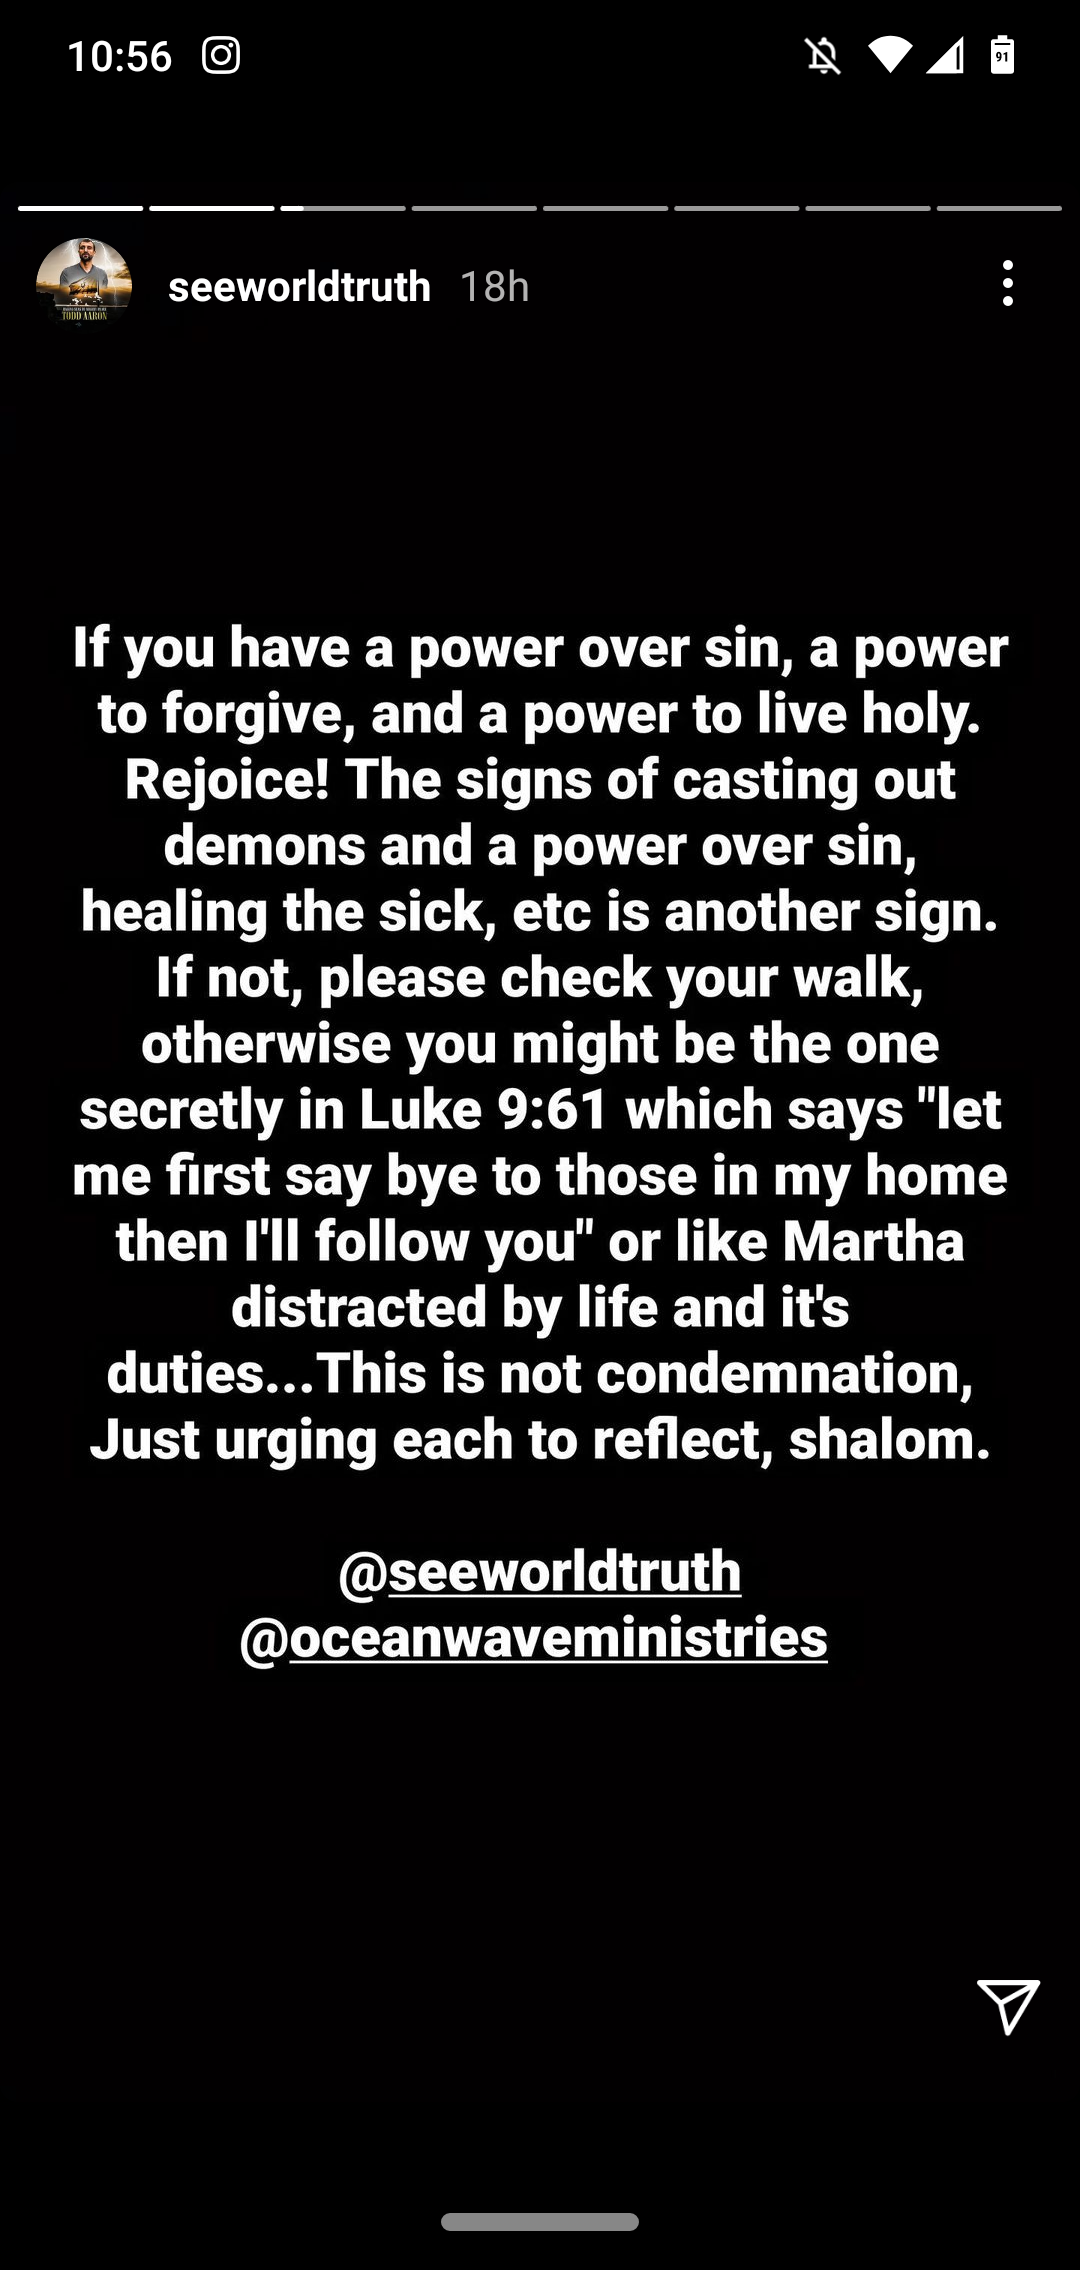 10:56
91
seeworldtruth 18h
TODD AARON
If you have a power over sin, a power
to forgive, and a power to live holy.
Rejoice! The signs of casting out
demons and a power over sin,
healing the sick, etc is another sign.
If not, please check your walk,
otherwise you might be the one
secretly in Luke 9:61 which says "let
me first say bye to those in my home
then I'll follow you" or like Martha
distracted by life and it's
duties...This is not condemnation,
Just urging each to reflect, shalom.
@seeworldtruth
@oceanwaveministries